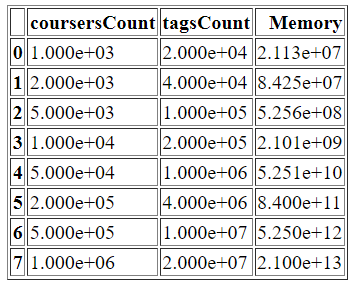 coursersCount tagsCount Memory
0 1.000e+03 2.000e+04 2.113e+07
1 2.000e+03 4.000e+04 8.425e+07
2 5.000e+03 1.000e+05 5.256e+08
3 1.000e+04 2.000e+05 2.101e+09
4 5.000e+04 1.000e+06 5.251e+10
5 2.000e+05 4.000e+06 8.400e+11
6 5.000e+05 1.000e+07 5.250e+12
7 1.000e+06 2.000e+07 2.100e+13